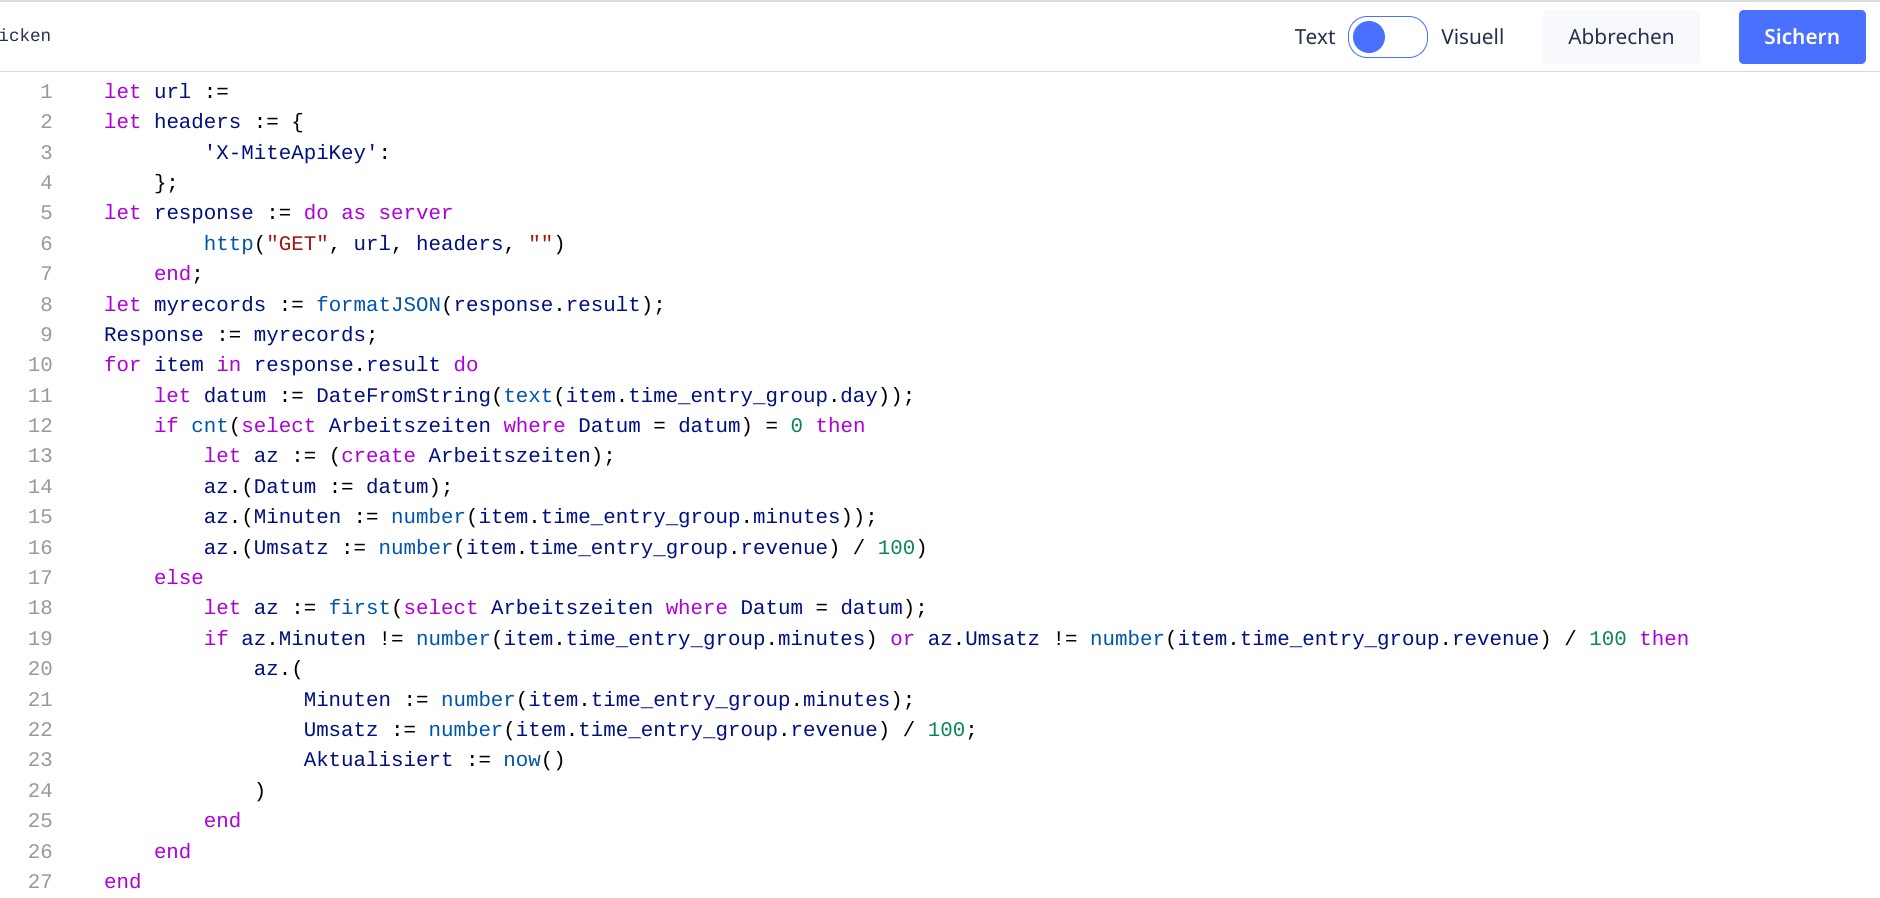 icken Text Visuell Abbrechen Sichern
1 let url :=
2 let headers := {
3 'X-MiteApiKey':
4 };
5 let response := do as server
6 http("GET", url, headers, "")
7 end;
8 let myrecords := formatJSON(response.result);
9 Response := myrecords;
10 for item in response.result do
11 let datum := DateFromString(text(item.time_entry_group.day));
12 if cnt(select Arbeitszeiten where Datum = datum) = 0 then
13 let az := (create Arbeitszeiten);
14 az.(Datum := datum);
15 az.(Minuten := number(item.time_entry_group.minutes));
16 az.(Umsatz := number(item.time_entry_group.revenue) / 100)
17 else
18 let az := first(select Arbeitszeiten where Datum = datum);
19 if az.Minuten != number(item.time_entry_group.minutes) or az.Umsatz != number(item.time_entry_group.revenue) / 100 then
20 az.(
21 Minuten := number(item.time_entry_group.minutes);
22 Umsatz := number(item.time_entry_group.revenue) / 100;
23 Aktualisiert := now()
24 )
25 end
26 end
27 end